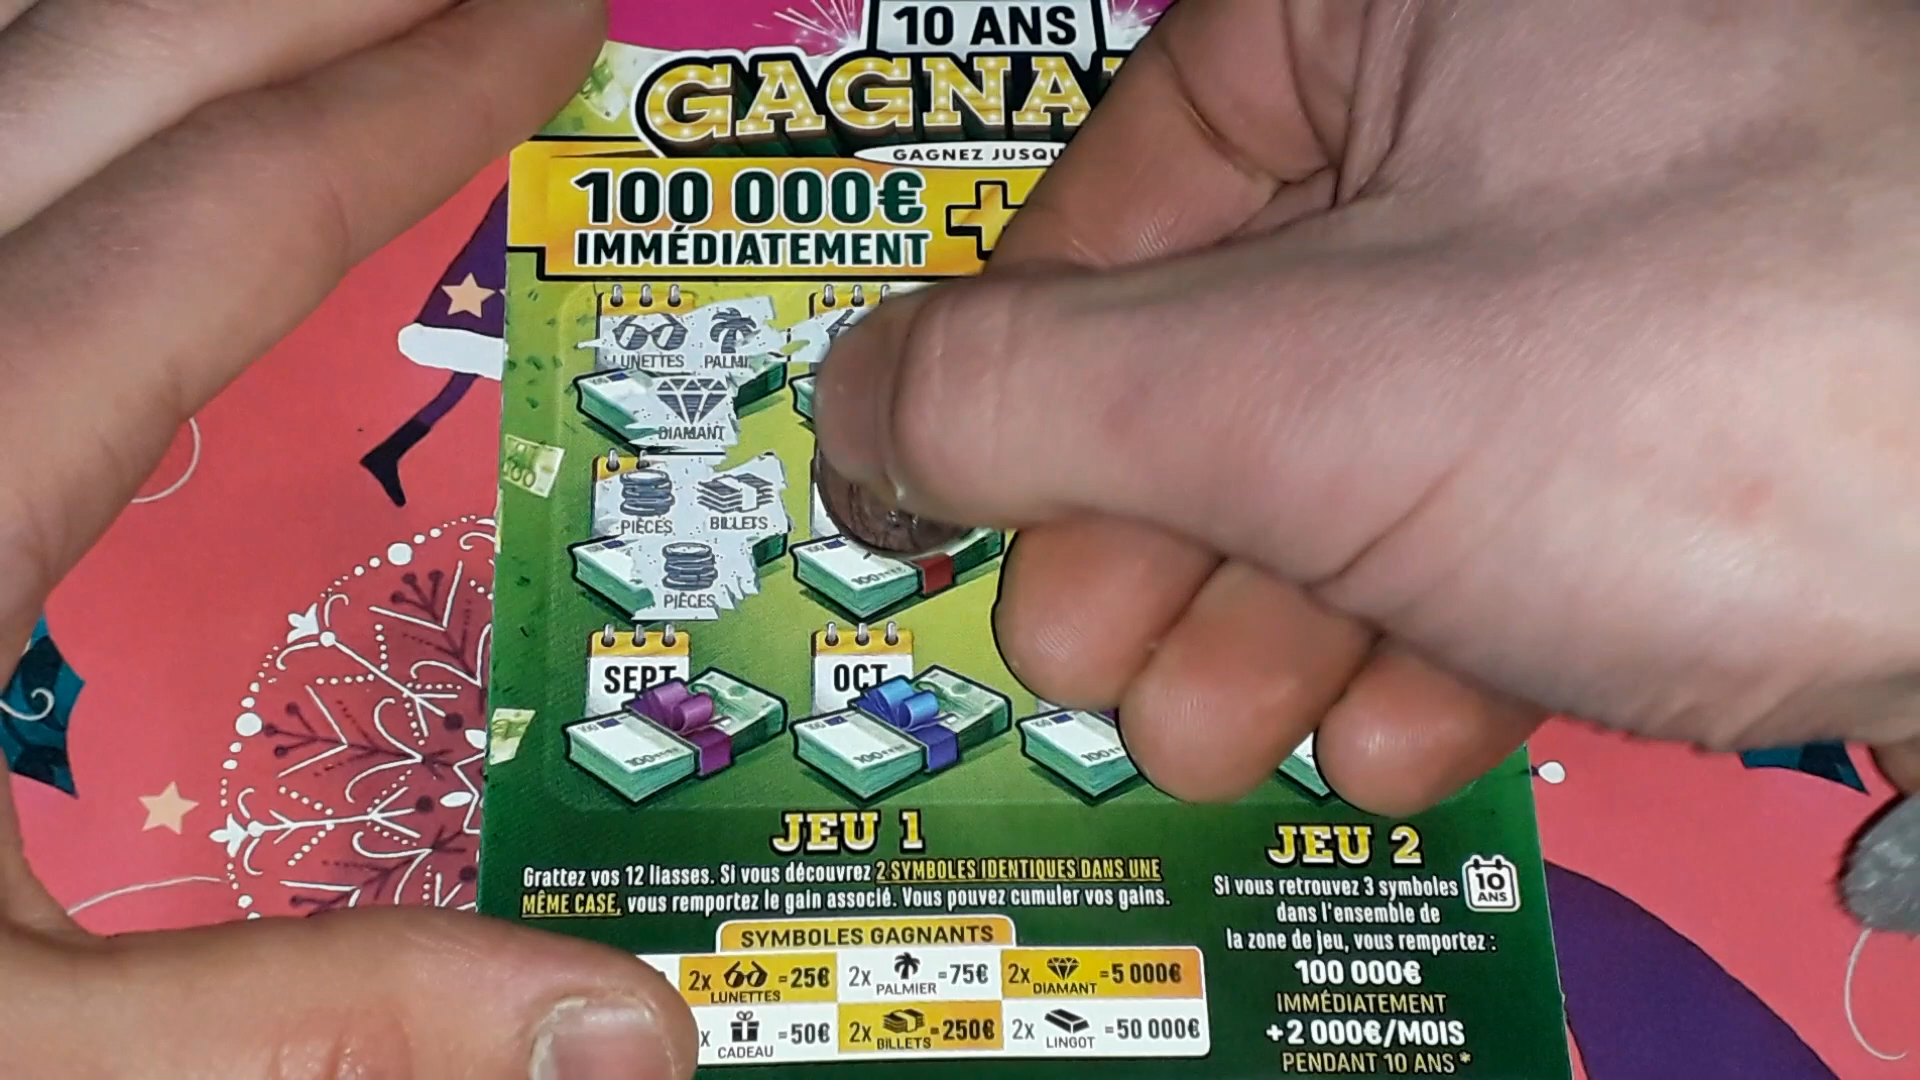 10 ANS
GAGNA
GAGNEZ JUSQU
100 000€ +
IMMÉDIATEMENT
LUNETTES PALMI
DIAMANT
PIÈCES BILLETS
PIÈCES
SEPT OCT
100
100
100
100
JEU 1
Grattez vos 12 liasses. Si vous découvrez 2 SYMBOLES IDENTIQUES DANS UNE
MÊME CASE, vous remportez le gain associé. Vous pouvez cumuler vos gains.
SYMBOLES GAGNANTS
2x LUNETTES =25€ 2x PALMIER =75€ 2x DIAMANT =5 000€
x CADEAU =50€ 2x BILLETS =250€ 2x LINGOT =50 000€
JEU 2
Si vous retrouvez 3 symboles 10 ANS
dans l'ensemble de
la zone de jeu, vous remportez :
100 000€
IMMÉDIATEMENT
+2 000€/MOIS
PENDANT 10 ANS*